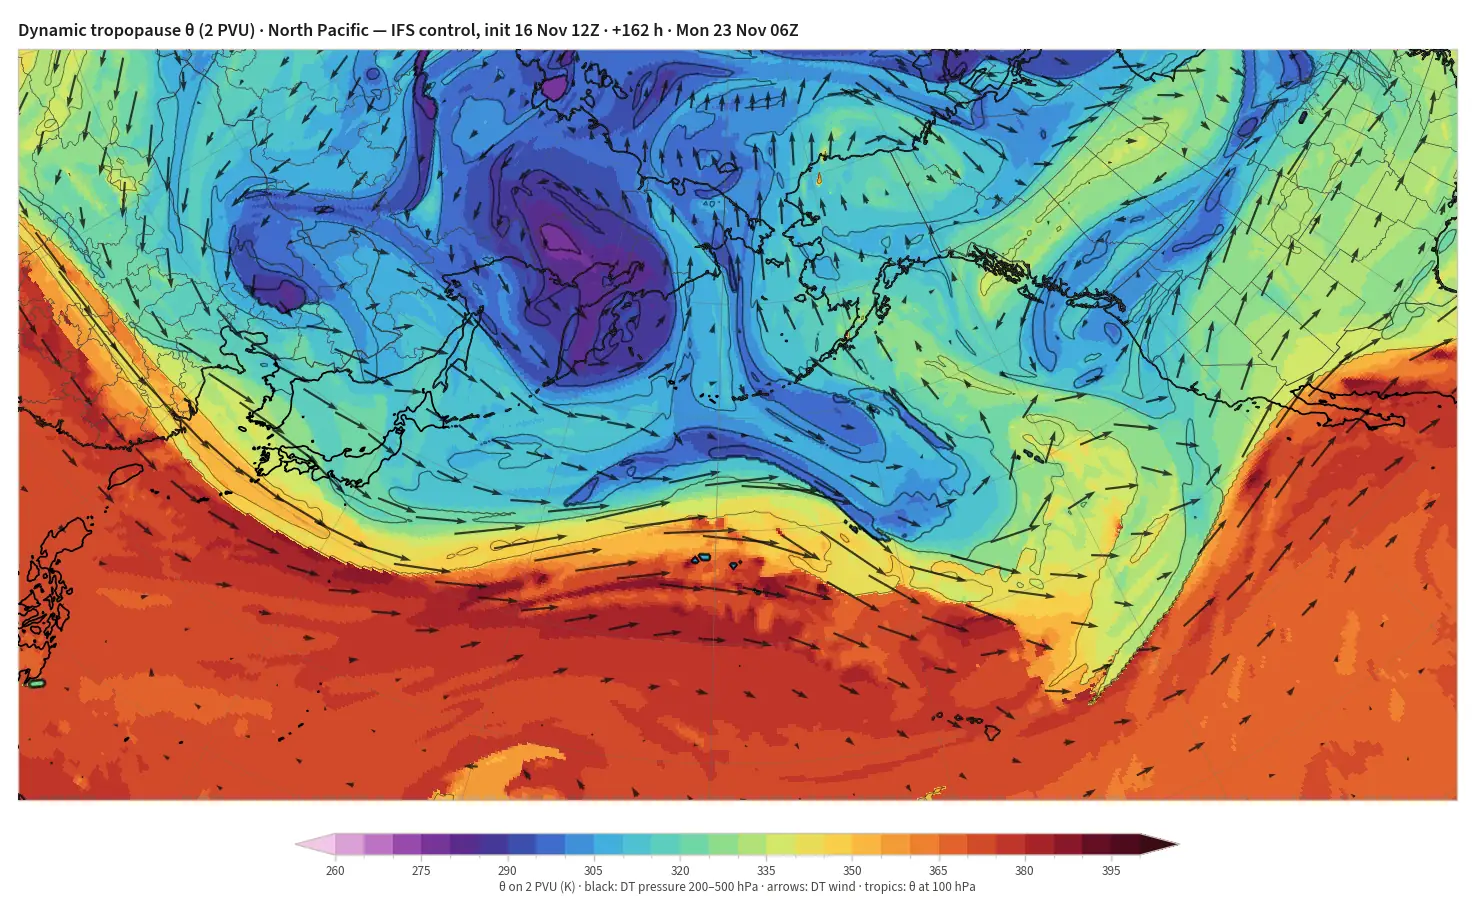 Dynamic tropopause θ (2 PVU) · North Pacific — IFS control, init 16 Nov 12Z · +162 h · Mon 23 Nov 06Z
260 275 290 305 320 335 350 365 380 395
θ on 2 PVU (K) · black: DT pressure 200–500 hPa · arrows: DT wind · tropics: θ at 100 hPa